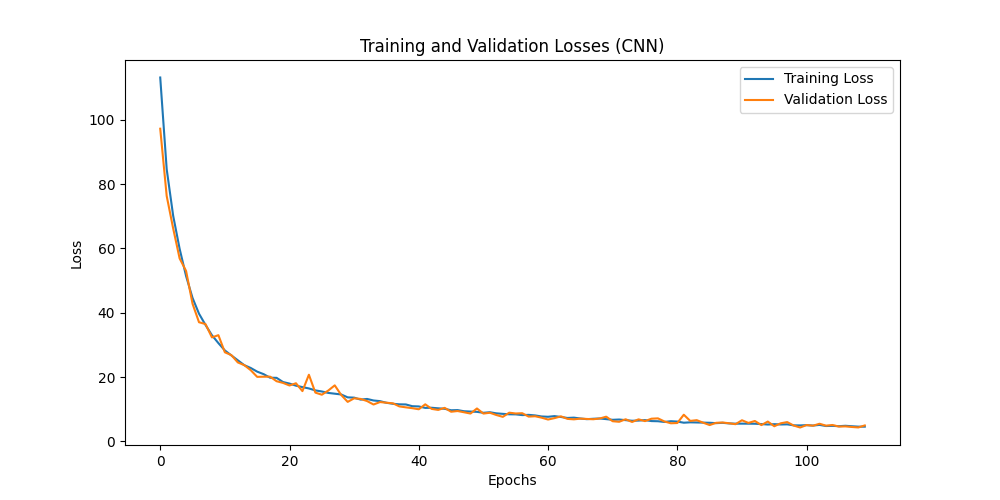 Training and Validation Losses (CNN)
Training Loss
Validation Loss
100
80
60
40
20
0
Loss
0 20 40 60 80 100
Epochs